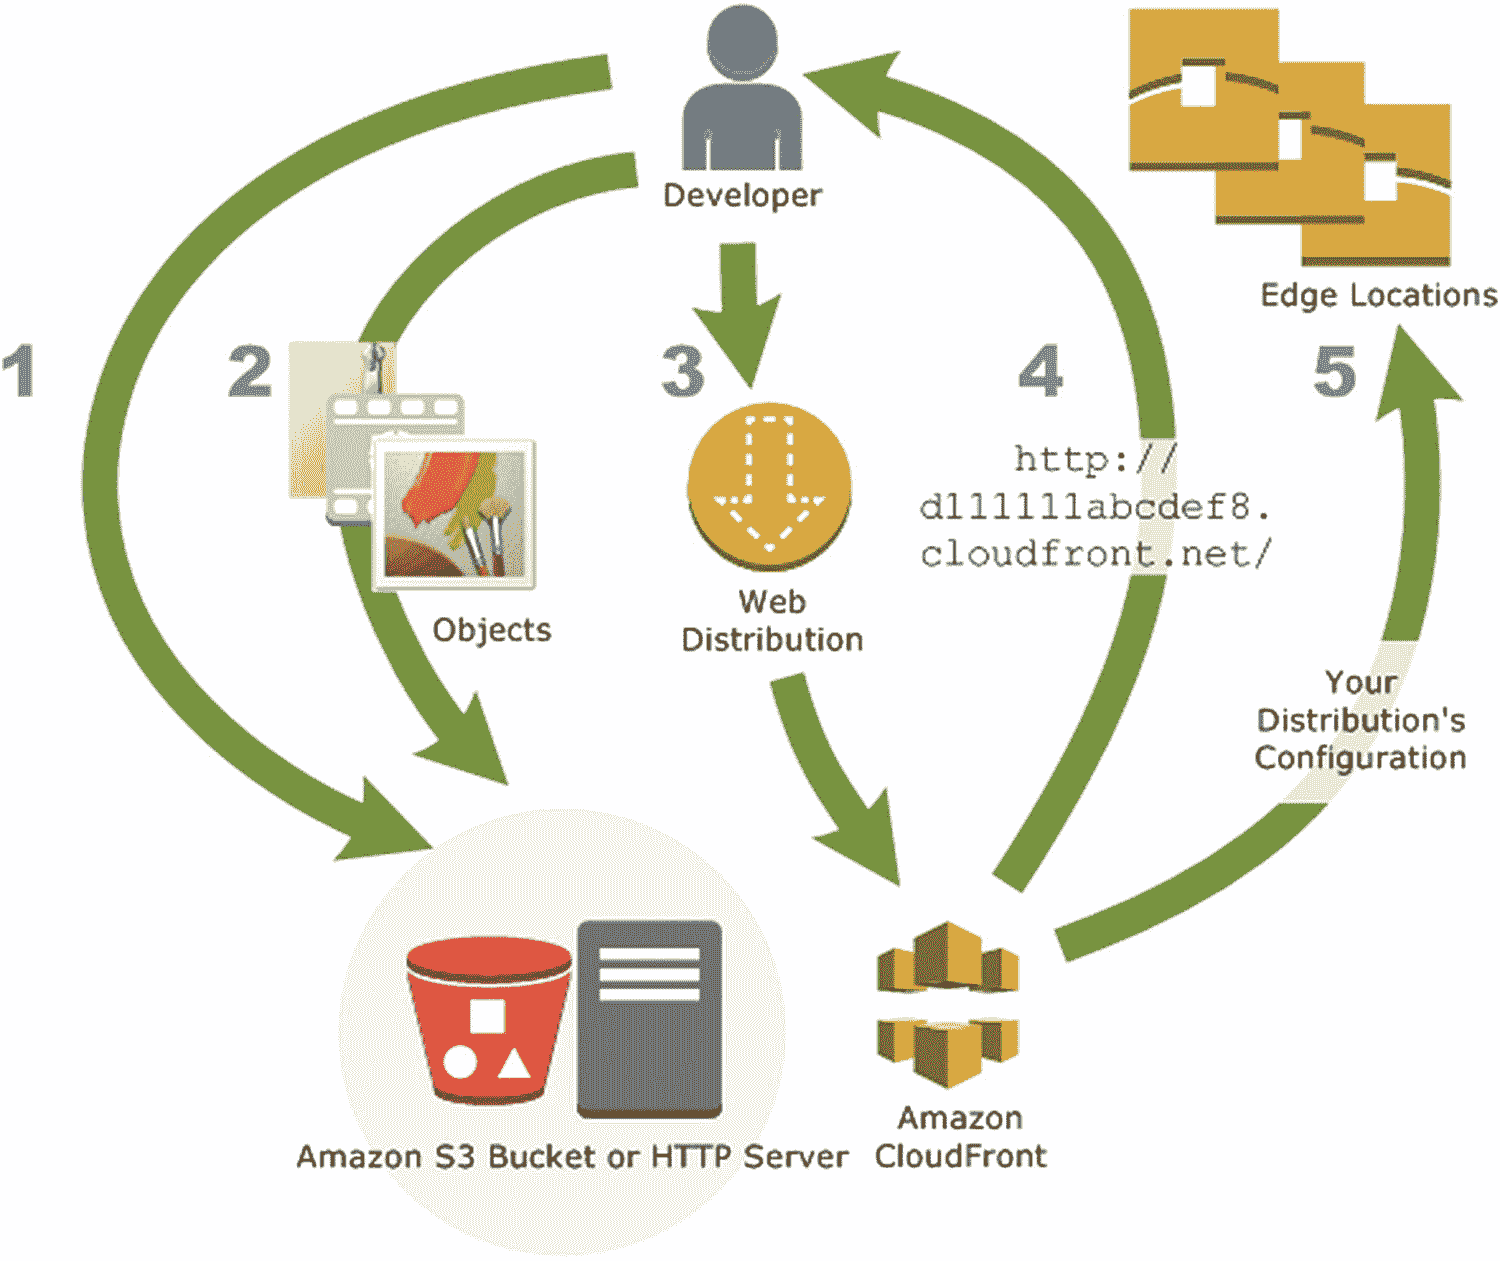 Developer
Edge Locations
1
2
3
4
5
http://
d111111abcdef8.
cloudfront.net/
Objects
Web
Distribution
Your
Distribution's
Configuration
Amazon S3 Bucket or HTTP Server
Amazon
CloudFront